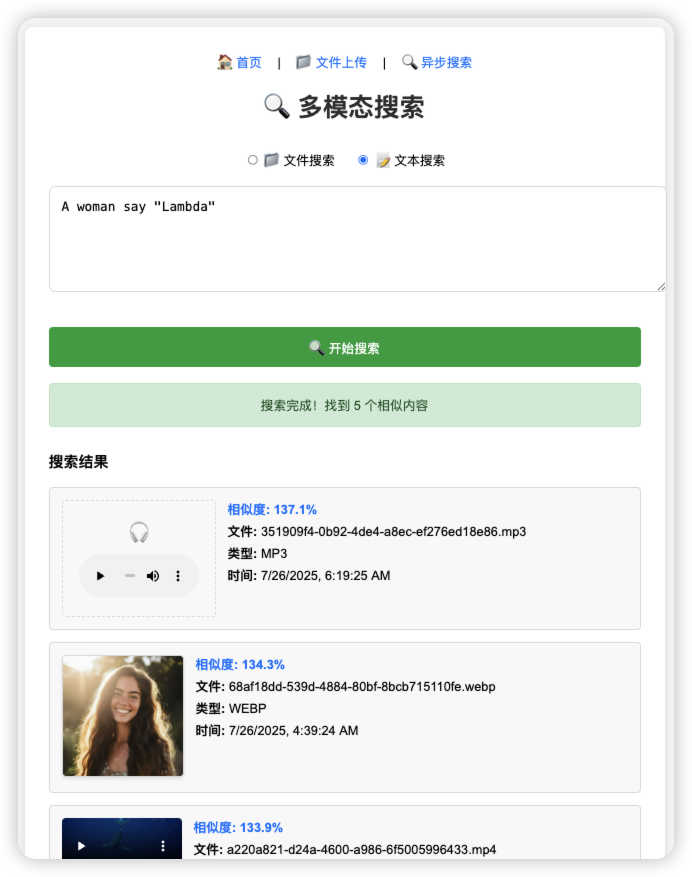 🏠 首页 | 📁 文件上传 | 🔍 异步搜索
🔍 多模态搜索
📁 文件搜索 📝 文本搜索
A woman say "Lambda"
🔍 开始搜索
搜索完成！找到 5 个相似内容
搜索结果
相似度: 137.1%
文件: 351909f4-0b92-4de4-a8ec-ef276ed18e86.mp3
类型: MP3
时间: 7/26/2025, 6:19:25 AM
相似度: 134.3%
文件: 68af18dd-539d-4884-80bf-8bcb715110fe.webp
类型: WEBP
时间: 7/26/2025, 4:39:24 AM
相似度: 133.9%
文件: a220a821-d24a-4600-a986-6f5005996433.mp4